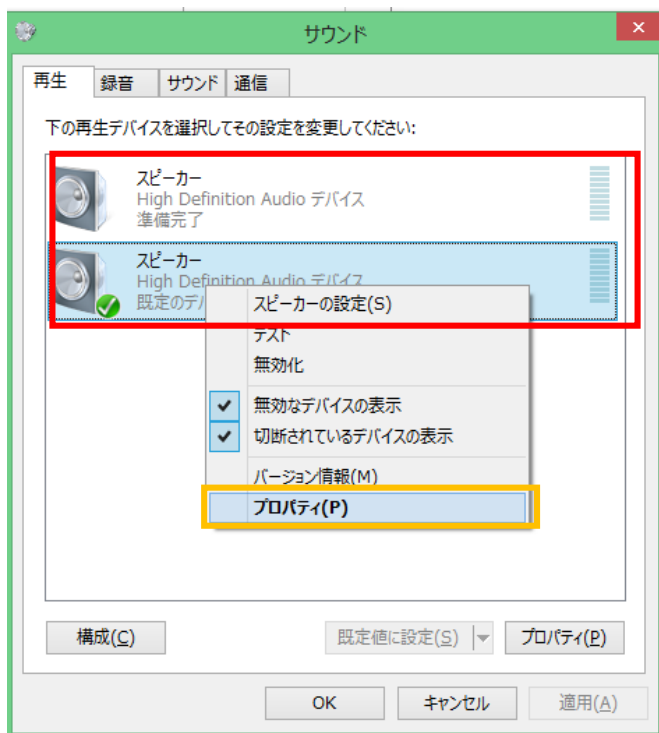 サウンド
再生 録音 サウンド 通信
下の再生デバイスを選択してその設定を変更してください:
スピーカー
High Definition Audio デバイス
準備完了
スピーカー
High Definition Audio デバイス
既定のデバ
スピーカーの設定(S)
テスト
無効化
無効なデバイスの表示
切断されているデバイスの表示
バージョン情報(M)
プロパティ(P)
構成(C) 既定値に設定(S) プロパティ(P)
OK キャンセル 適用(A)